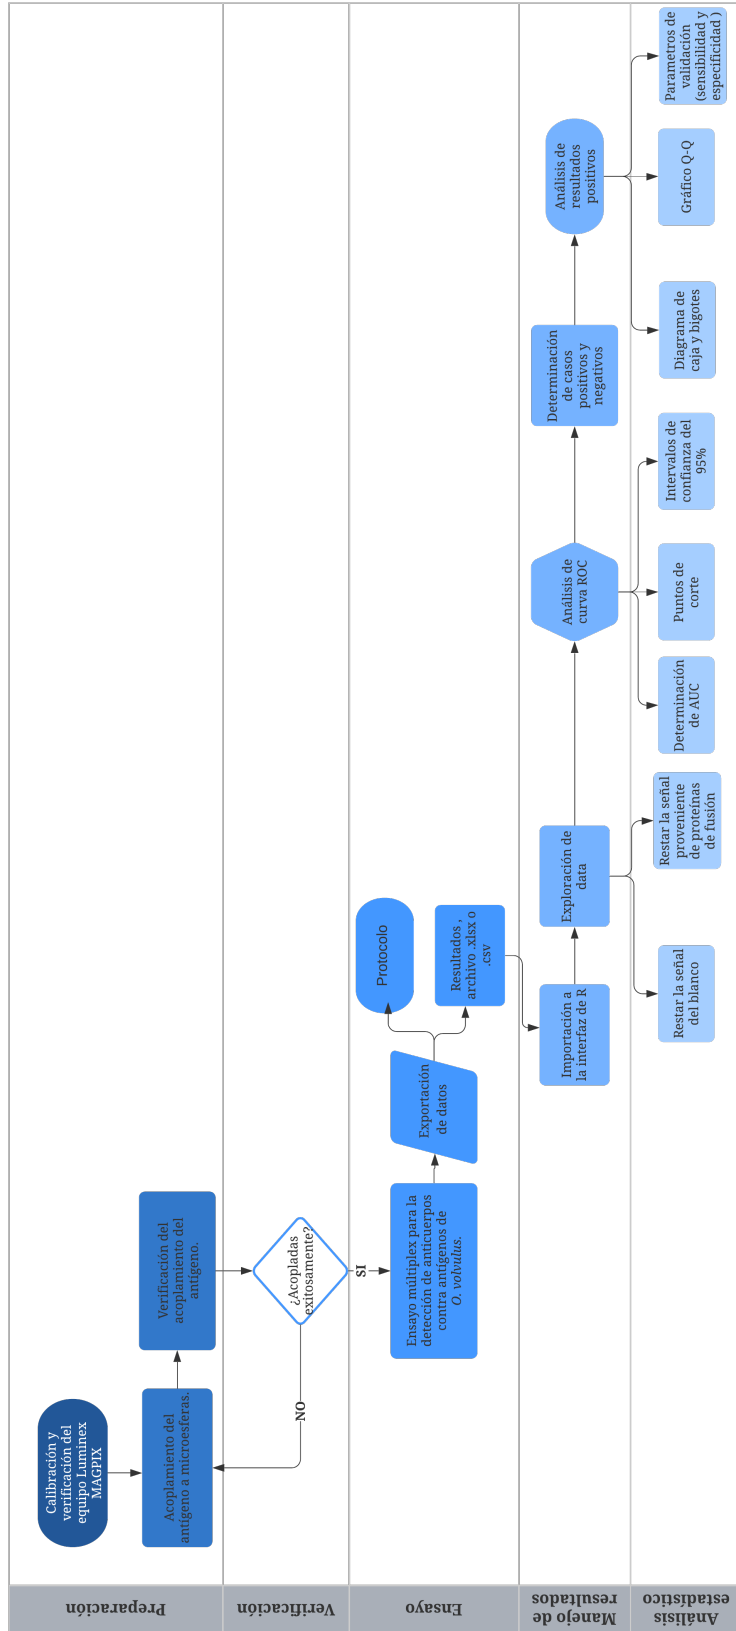 Preparación
Calibración y
verificación del
equipo Luminex
MAGPIX
Acoplamiento del
antígeno a microesferas.
Verificación del
acoplamiento del
antígeno.
Verificación
¿Acopladas
exitosamente?
NO
SI
Ensayo
Ensayo múltiplex para la
detección de anticuerpos
contra antígenos de
O. volvulus.
Exportación
de datos
Protocolo
Resultados ,
archivo .xlsx o
.csv
Manejo de
resultados
Importación a
la interfaz de R
Exploración de
data
Análisis de
curva ROC
Determinación
de casos
positivos y
negativos
Análisis de
resultados
positivos
Análisis
estadístico
Restar la señal
del blanco
Restar la señal
proveniente
de proteínas
de fusión
Determinación
de AUC
Puntos de
corte
Intervalos de
confianza del
95%
Diagrama de
caja y bigotes
Gráfico Q-Q
Parametros de
validación
(sensibilidad y
especificidad )